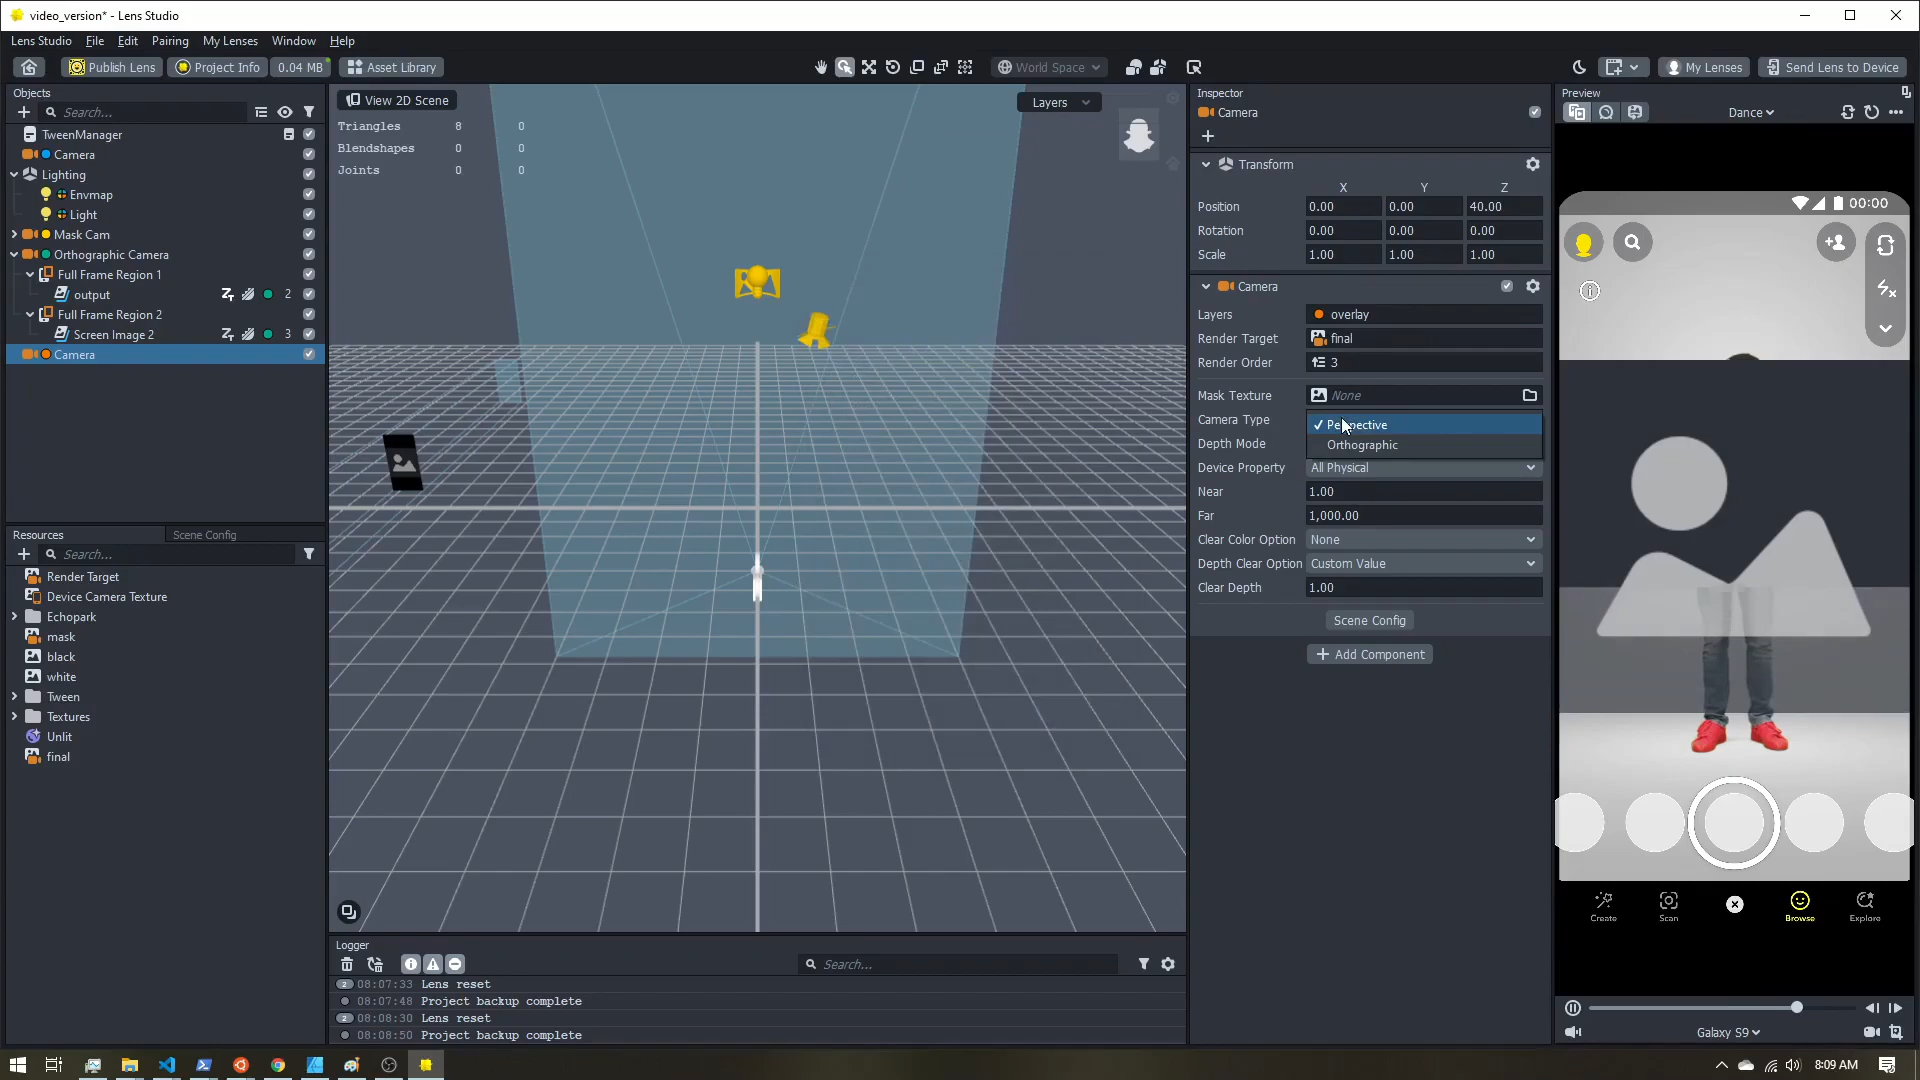 video_version* - Lens Studio
Lens Studio File Edit Pairing My Lenses Window Help
Publish Lens Project Info 0.04 MB Asset Library World Space My Lenses Send Lens to Device
Objects
Search...
TweenManager
Camera
Lighting
Envmap
Light
Mask Cam
Orthographic Camera
Full Frame Region 1
output 2
Full Frame Region 2
Screen Image 2 3
Camera
Resources Scene Config
Search...
Render Target
Device Camera Texture
Echopark
mask
black
white
Tween
Textures
Unlit
final
View 2D Scene
Layers
Triangles 8 0
Blendshapes 0 0
Joints 0 0
Logger
Search...
2 08:07:33 Lens reset
08:07:48 Project backup complete
2 08:08:30 Lens reset
08:08:50 Project backup complete
Inspector
Camera
Transform
X Y Z
Position 0.00 0.00 40.00
Rotation 0.00 0.00 0.00
Scale 1.00 1.00 1.00
Camera
Layers overlay
Render Target final
Render Order 3
Mask Texture None
Camera Type Perspective
Orthographic
Depth Mode
Device Property All Physical
Near 1.00
Far 1,000.00
Clear Color Option None
Depth Clear Option Custom Value
Clear Depth 1.00
Scene Config
+ Add Component
Preview
Dance
00:00
Create Scan Browse Explore
Galaxy S9
8:09 AM